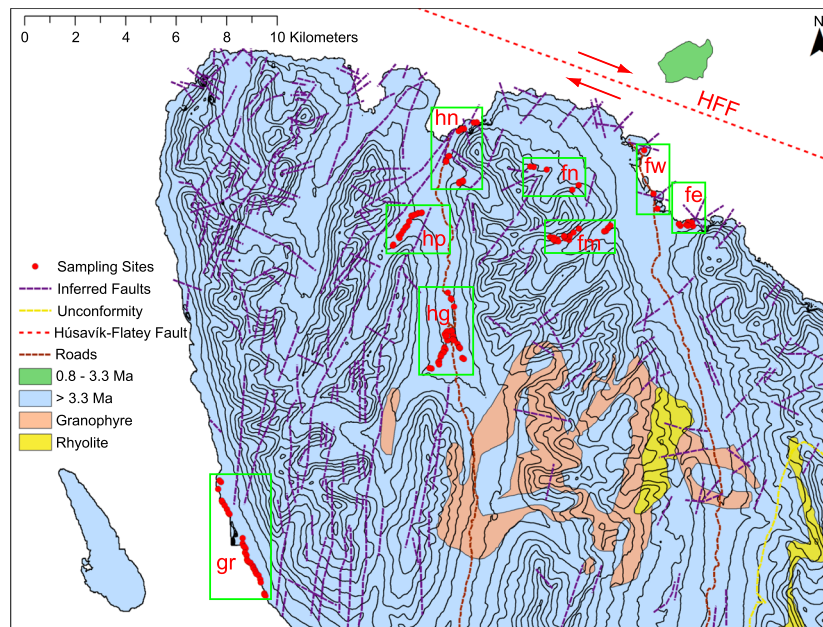 0 2 4 6 8 10 Kilometers
N
HFF
hn
fn
fw
fe
hp
fm
hg
gr
Sampling Sites
Inferred Faults
Unconformity
Húsavík-Flatey Fault
Roads
0.8 - 3.3 Ma
> 3.3 Ma
Granophyre
Rhyolite